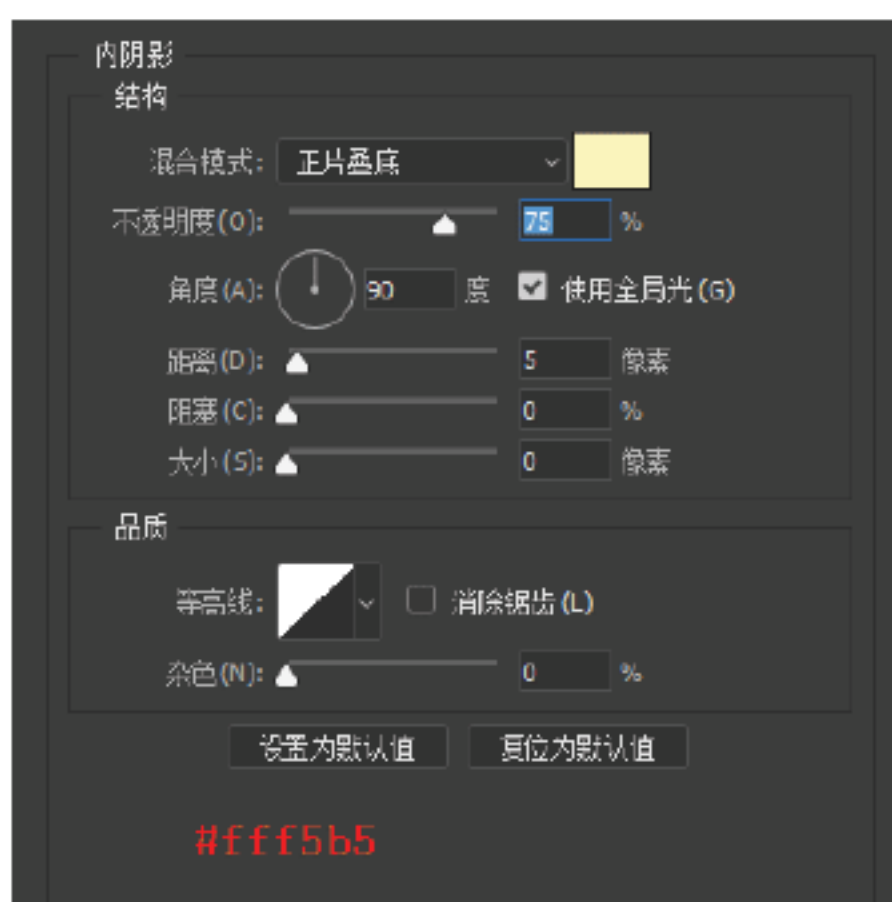 内阴影
结构
混合模式: 正片叠底
不透明度(O): 75 %
角度(A): 90 度 使用全局光(G)
距离(D): 5 像素
阻塞(C): 0 %
大小(S): 0 像素
品质
等高线: 消除锯齿(L)
杂色(N): 0 %
设置为默认值 复位为默认值
#fff5b5